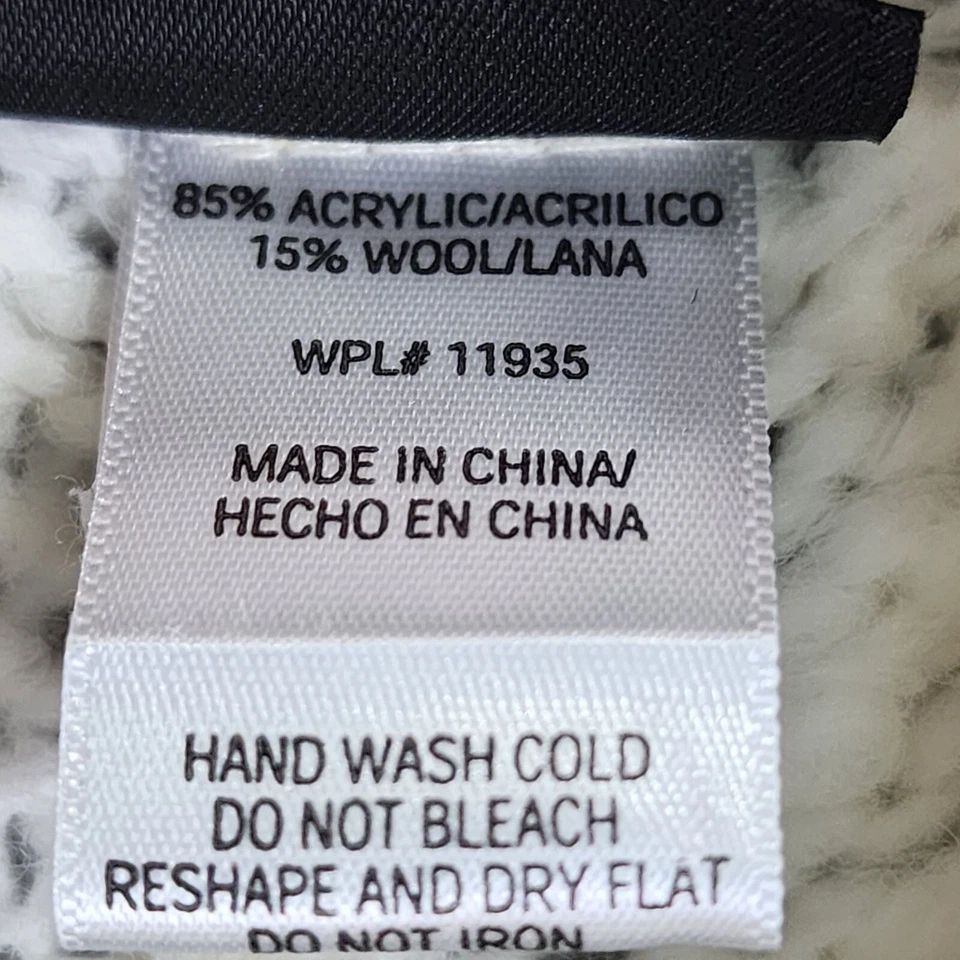 85% ACRYLIC/ACRILICO
15% WOOL/LANA
WPL# 11935
MADE IN CHINA/
HECHO EN CHINA
HAND WASH COLD
DO NOT BLEACH
RESHAPE AND DRY FLAT
DO NOT IRON